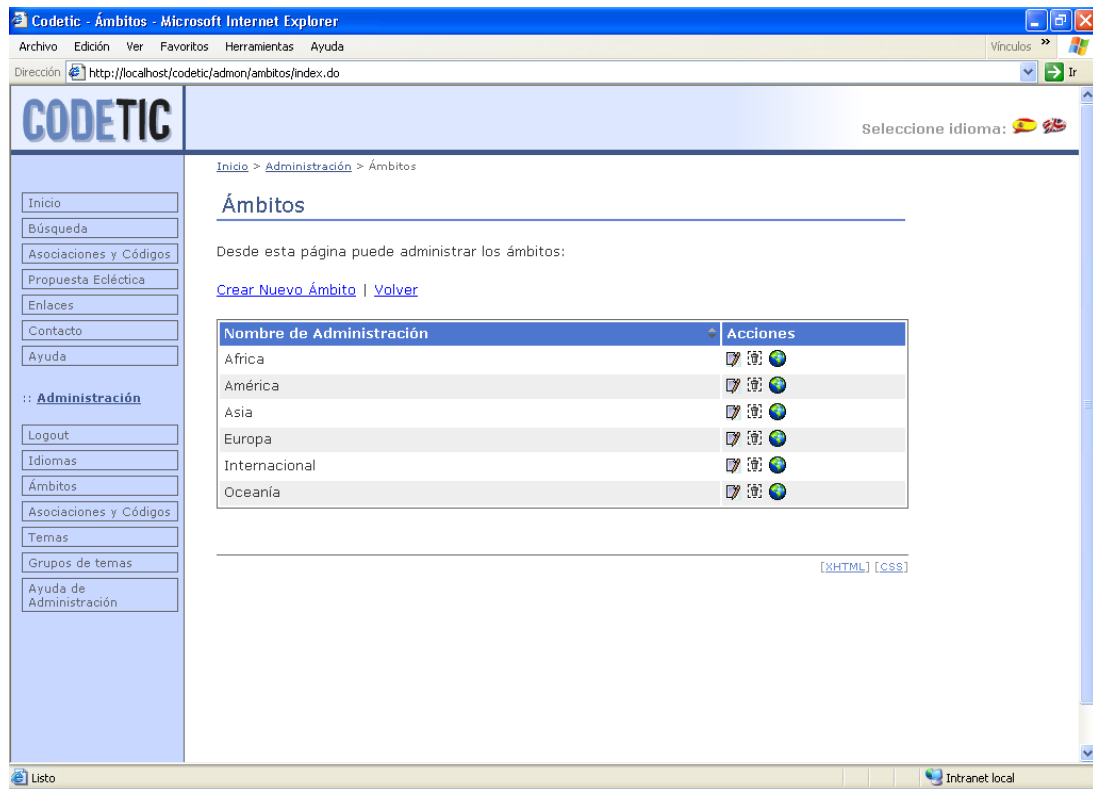 Codetic - Ámbitos - Microsoft Internet Explorer
Archivo Edición Ver Favoritos Herramientas Ayuda
Vínculos »
Dirección http://localhost/codetic/admon/ambitos/index.do
Ir
CODETIC
Seleccione idioma:
Inicio > Administración > Ámbitos
Inicio
Búsqueda
Asociaciones y Códigos
Propuesta Ecléctica
Enlaces
Contacto
Ayuda
:: Administración
Logout
Idiomas
Ámbitos
Asociaciones y Códigos
Temas
Grupos de temas
Ayuda de
Administración
Ámbitos
Desde esta página puede administrar los ámbitos:
Crear Nuevo Ámbito | Volver
Nombre de Administración Acciones
Africa
América
Asia
Europa
Internacional
Oceanía
[XHTML] [CSS]
Listo
Intranet local